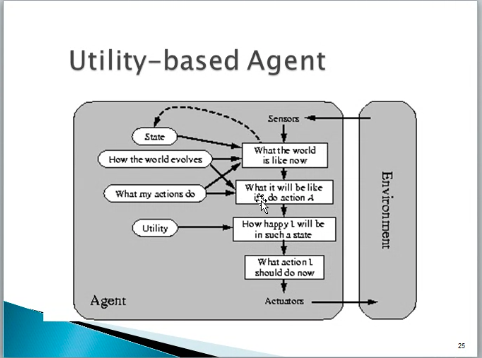 Utility-based Agent
Sensors
State
How the world evolves
What my actions do
Utility
What the world
is like now
What it will be like
if I do action A
How happy I will be
in such a state
What action I
should do now
Agent
Actuators
Environment
25